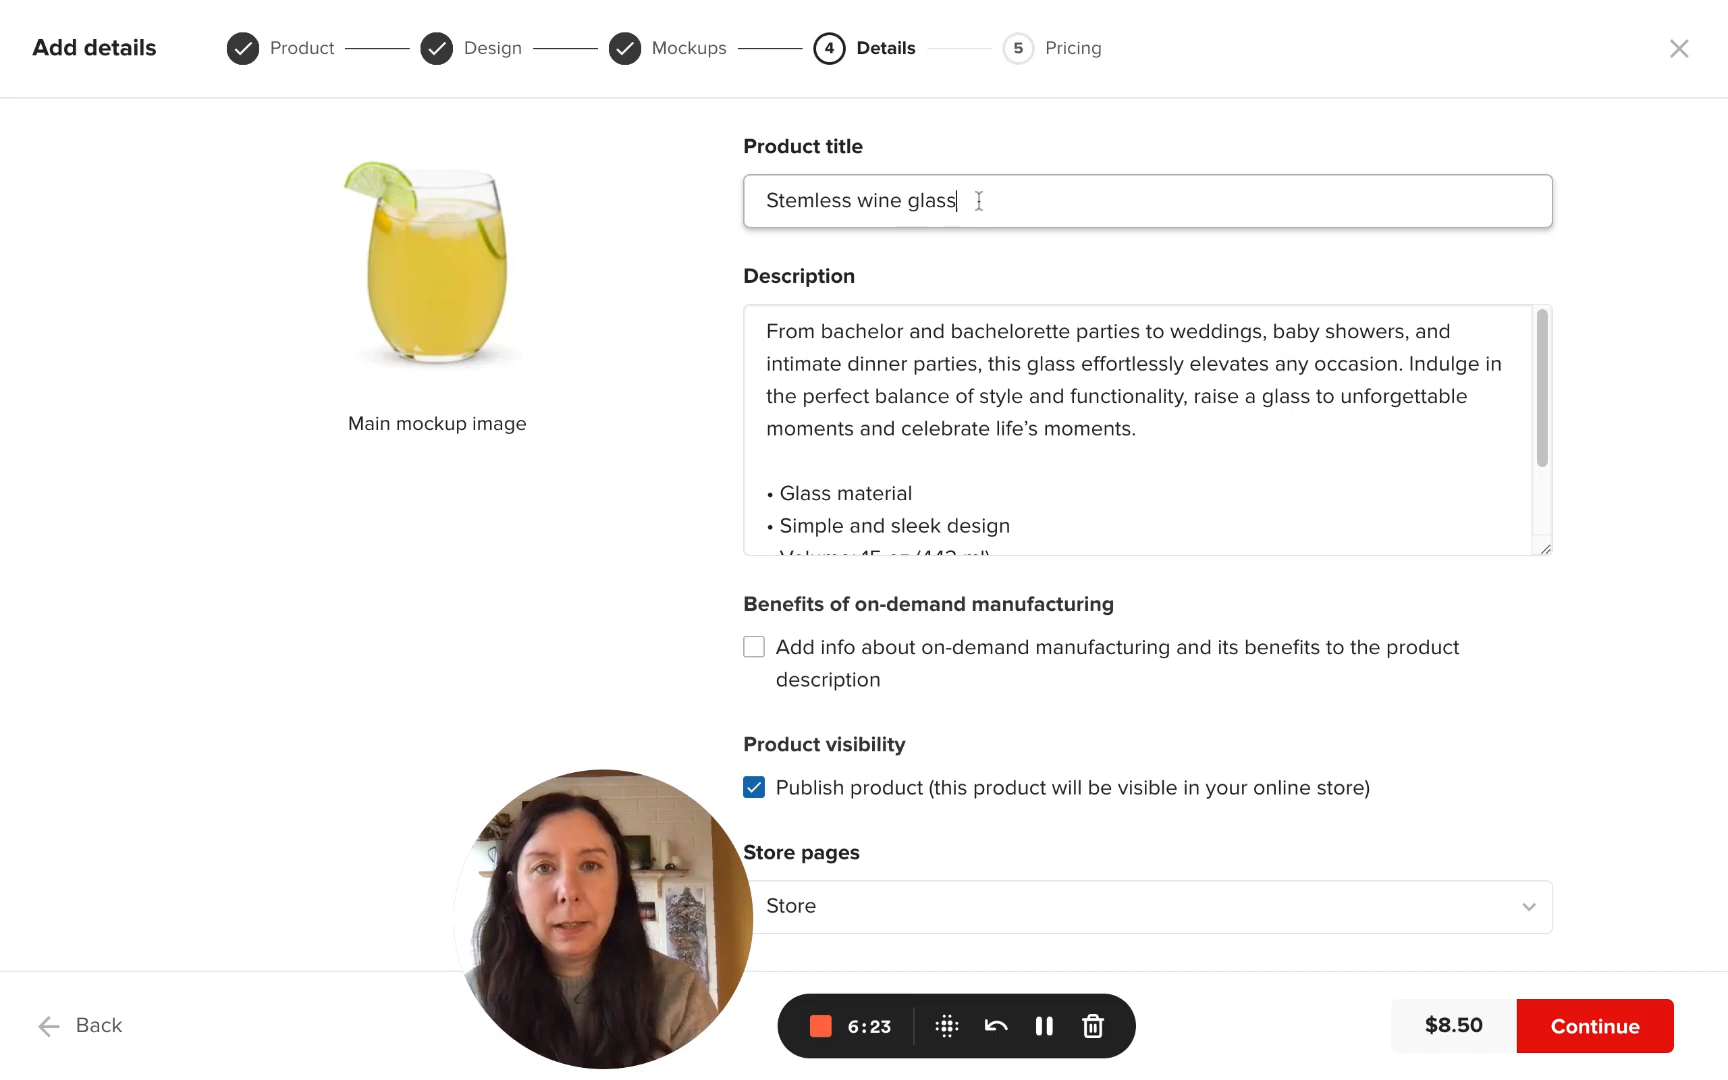 Add details
Product
Design
Mockups
4 Details
5 Pricing
Product title
Stemless wine glass
Main mockup image
Description
From bachelor and bachelorette parties to weddings, baby showers, and
intimate dinner parties, this glass effortlessly elevates any occasion. Indulge in
the perfect balance of style and functionality, raise a glass to unforgettable
moments and celebrate life’s moments.
• Glass material
• Simple and sleek design
• Volume: 15 oz (443 ml)
Benefits of on-demand manufacturing
Add info about on-demand manufacturing and its benefits to the product
description
Product visibility
Publish product (this product will be visible in your online store)
Store pages
Store
Back
6:23
$8.50
Continue